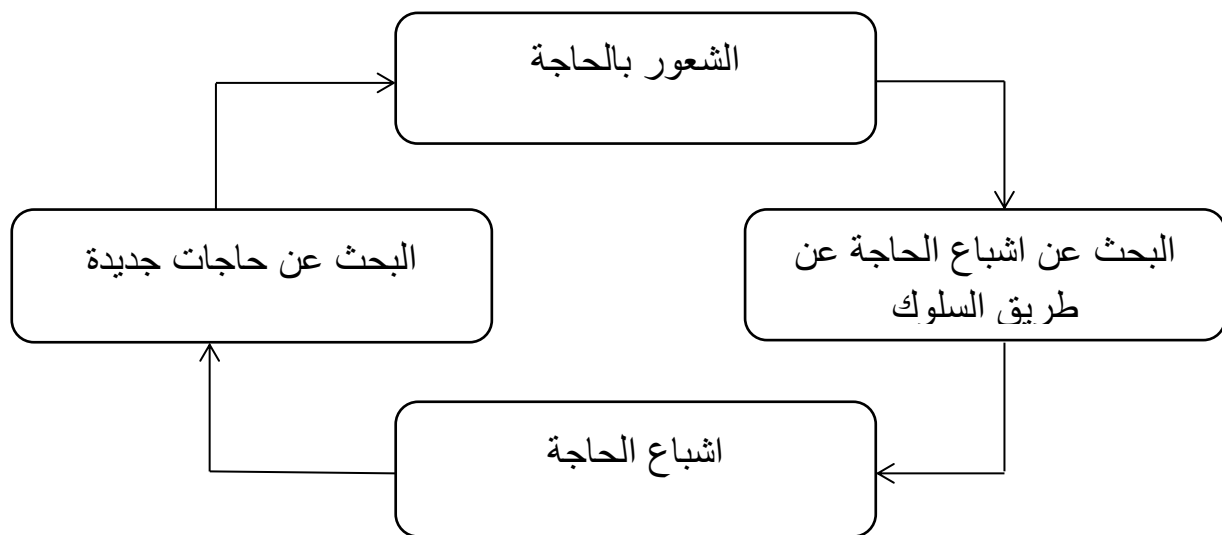 الشعور بالحاجة
البحث عن اشباع الحاجة عن
طريق السلوك
اشباع الحاجة
البحث عن حاجات جديدة